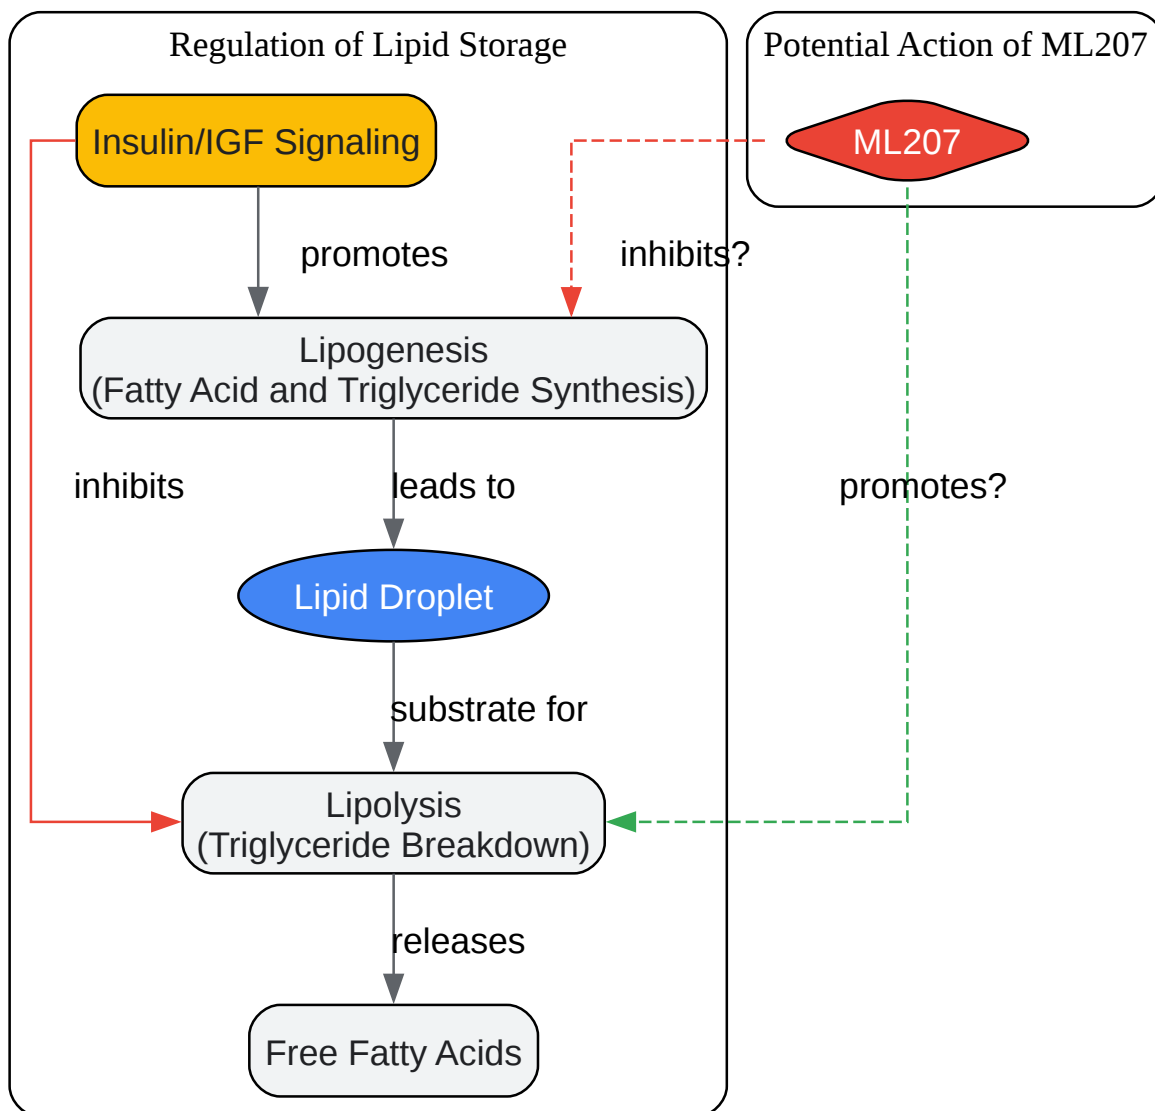 Regulation of Lipid Storage
Potential Action of ML207
Insulin/IGF Signaling
ML207
promotes
inhibits?
Lipogenesis
(Fatty Acid and Triglyceride Synthesis)
inhibits
leads to
promotes?
Lipid Droplet
substrate for
Lipolysis
(Triglyceride Breakdown)
releases
Free Fatty Acids